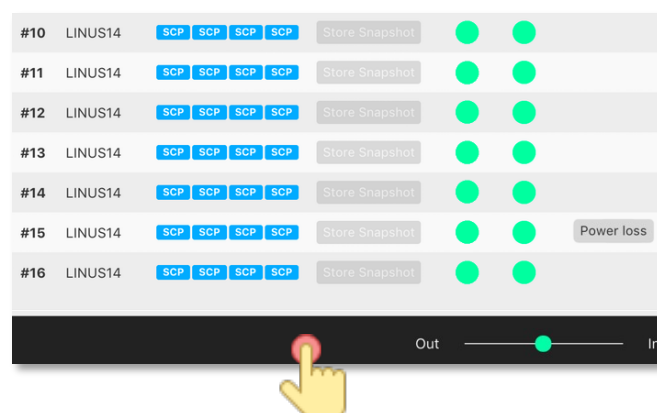 #10 LINUS14 SCP SCP SCP SCP Store Snapshot
#11 LINUS14 SCP SCP SCP SCP Store Snapshot
#12 LINUS14 SCP SCP SCP SCP Store Snapshot
#13 LINUS14 SCP SCP SCP SCP Store Snapshot
#14 LINUS14 SCP SCP SCP SCP Store Snapshot
#15 LINUS14 SCP SCP SCP SCP Store Snapshot Power loss
#16 LINUS14 SCP SCP SCP SCP Store Snapshot
Out In